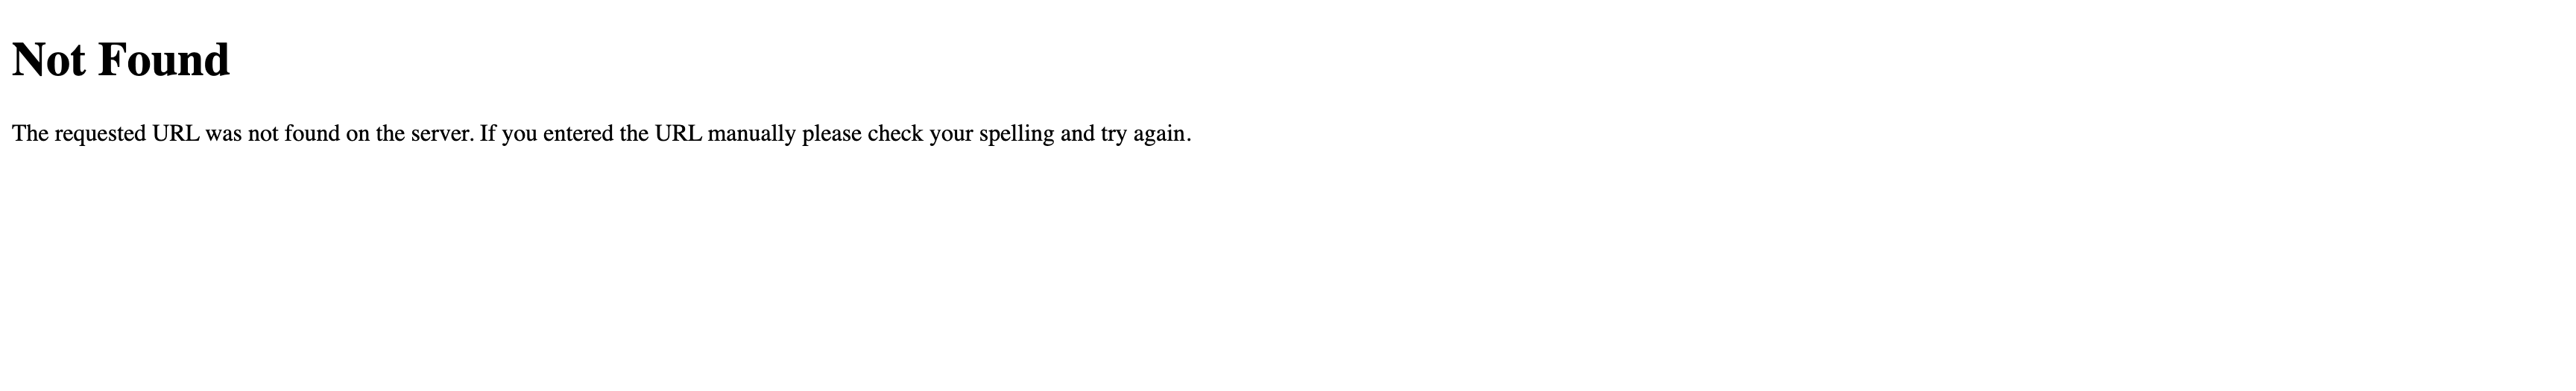 Not Found
The requested URL was not found on the server. If you entered the URL manually please check your spelling and try again.